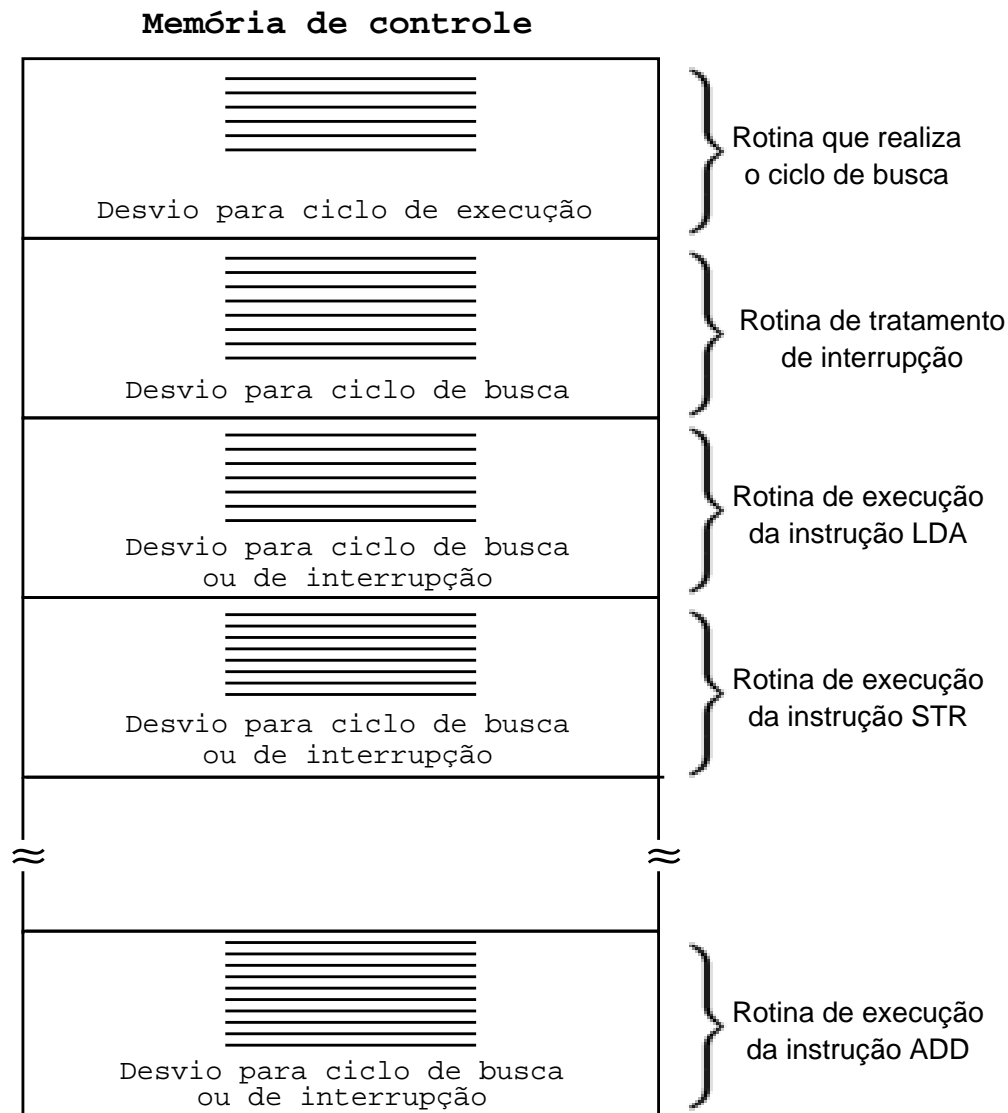 Memória de controle
Desvio para ciclo de execução
Rotina que realiza
o ciclo de busca
Desvio para ciclo de busca
Rotina de tratamento
de interrupção
Desvio para ciclo de busca
ou de interrupção
Rotina de execução
da instrução LDA
Desvio para ciclo de busca
ou de interrupção
Rotina de execução
da instrução STR
Desvio para ciclo de busca
ou de interrupção
Rotina de execução
da instrução ADD